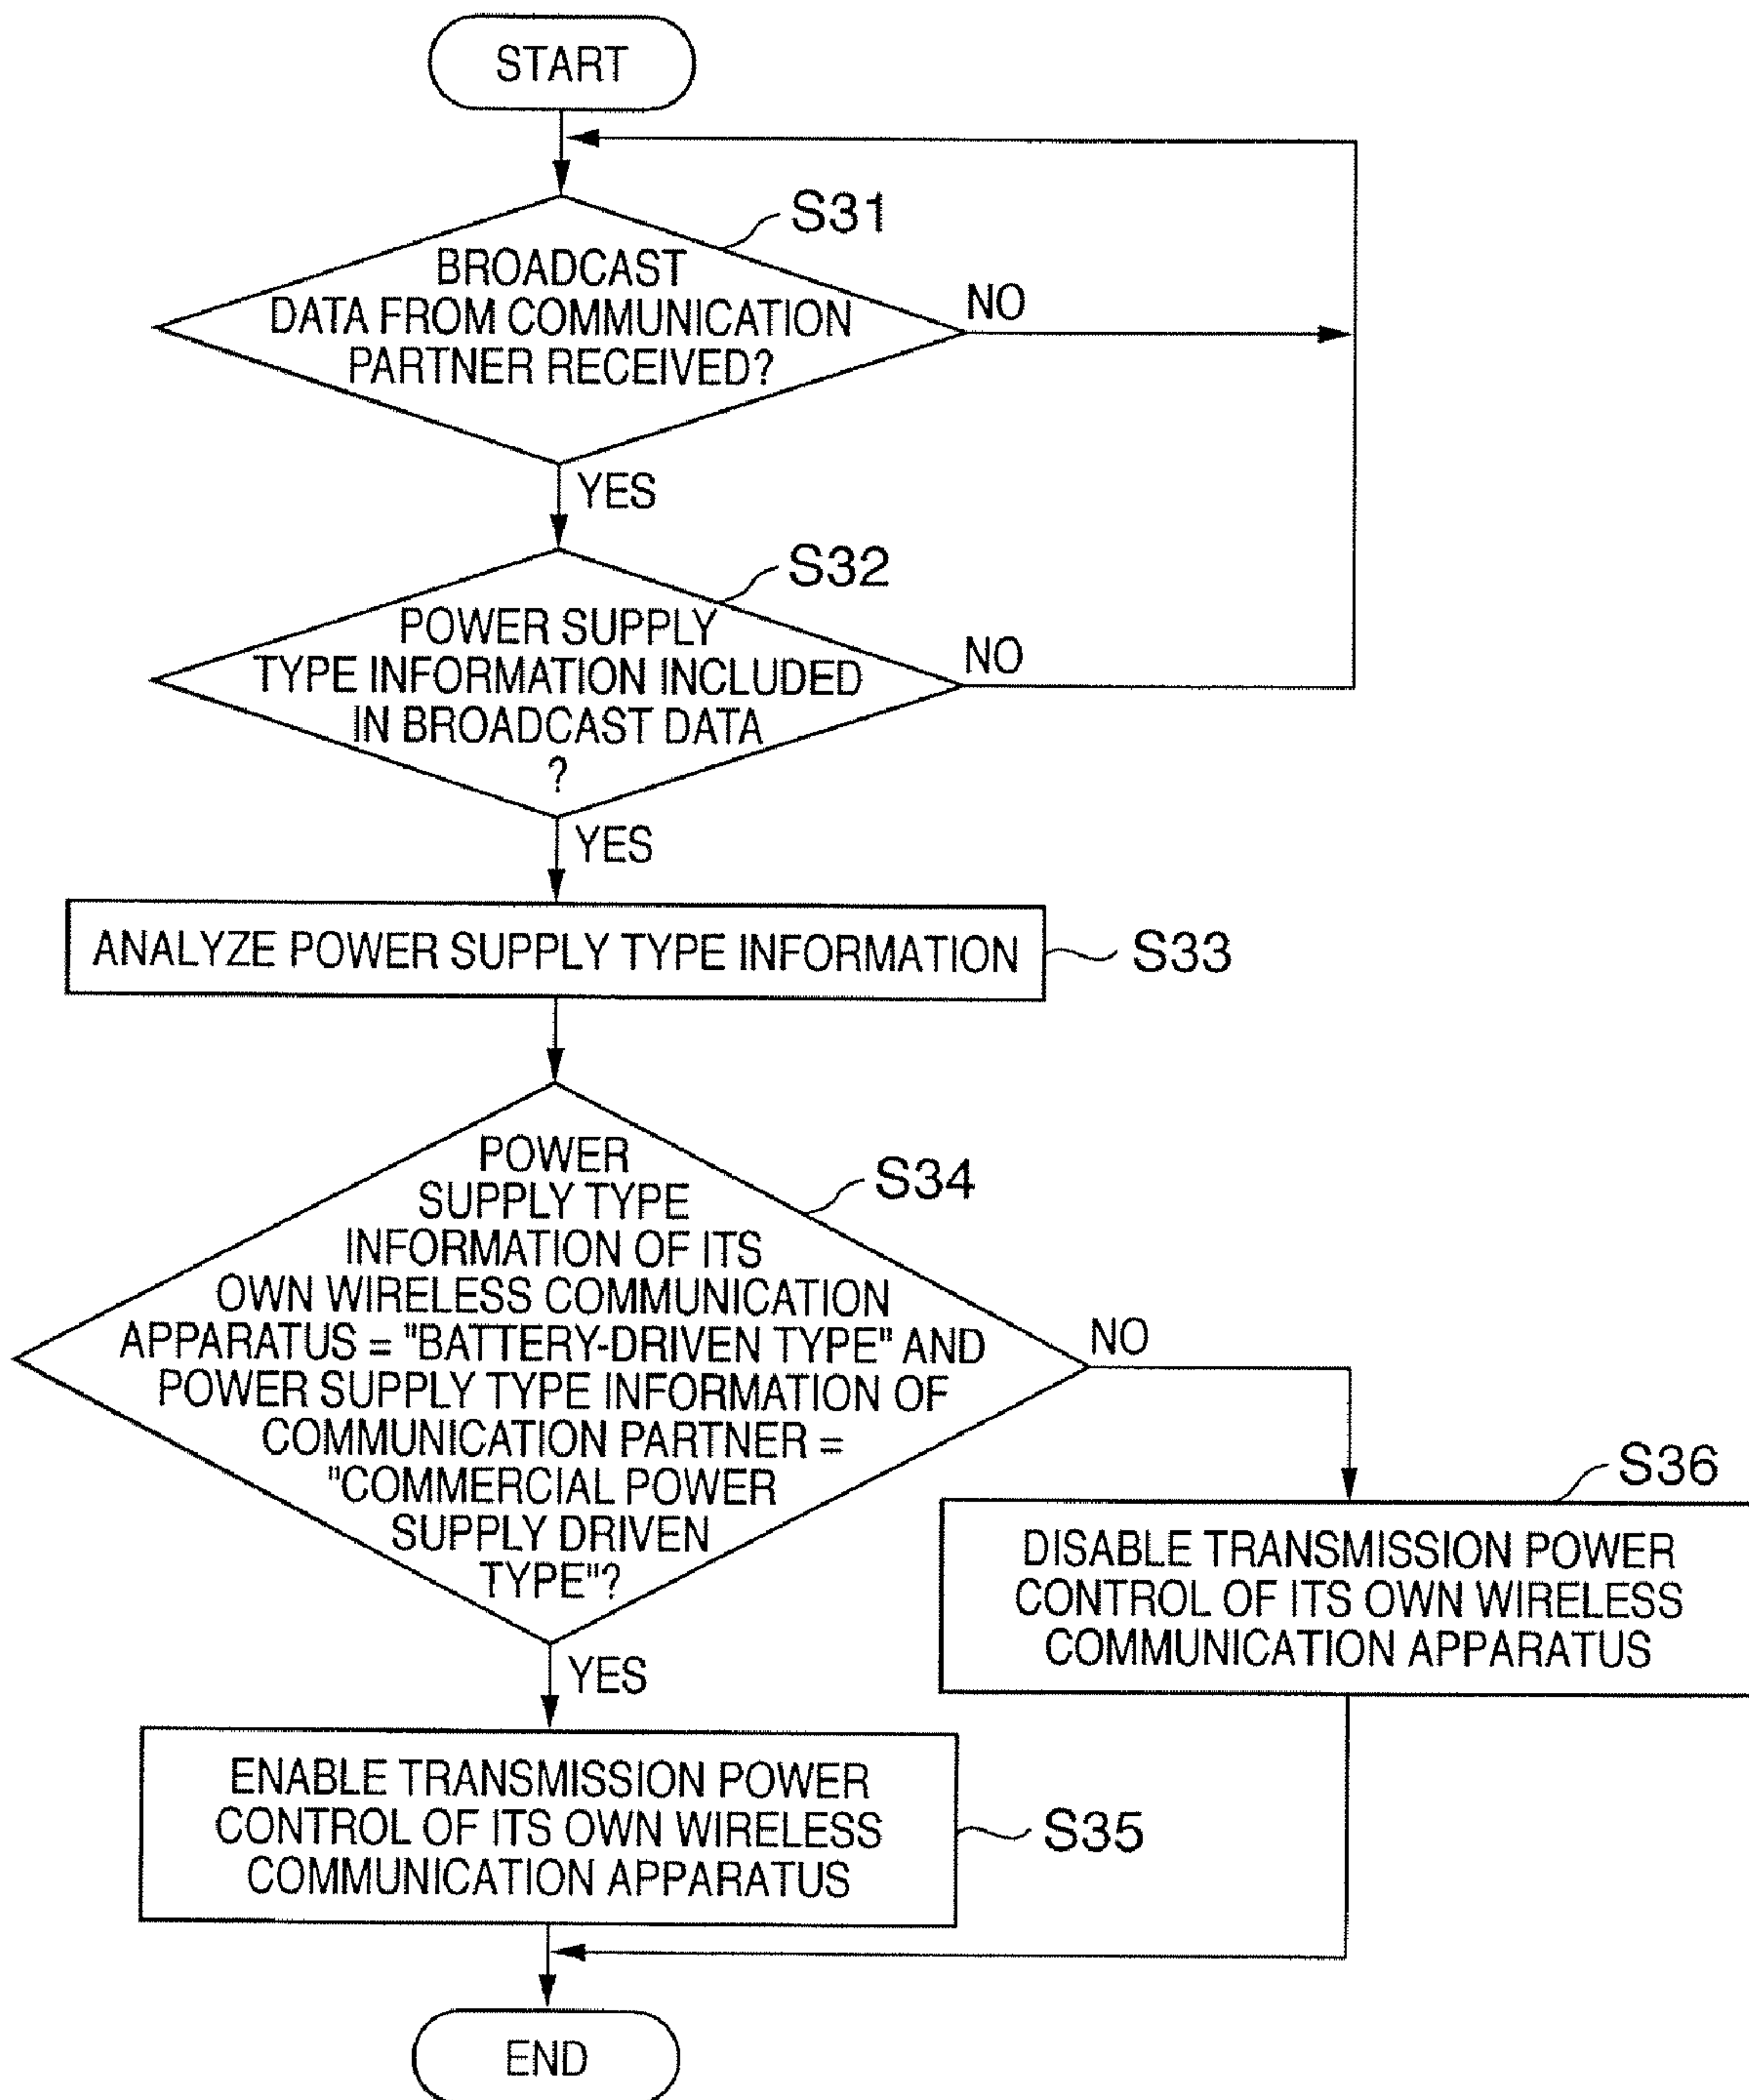 START
S31
BROADCAST
DATA FROM COMMUNICATION
PARTNER RECEIVED?
NO
YES
S32
POWER SUPPLY
TYPE INFORMATION INCLUDED
IN BROADCAST DATA
?
NO
YES
ANALYZE POWER SUPPLY TYPE INFORMATION
S33
POWER
SUPPLY TYPE
INFORMATION OF ITS
OWN WIRELESS COMMUNICATION
APPARATUS = "BATTERY-DRIVEN TYPE" AND
POWER SUPPLY TYPE INFORMATION OF
COMMUNICATION PARTNER =
"COMMERCIAL POWER
SUPPLY DRIVEN
TYPE"?
S34
NO
YES
S36
DISABLE TRANSMISSION POWER
CONTROL OF ITS OWN WIRELESS
COMMUNICATION APPARATUS
ENABLE TRANSMISSION POWER
CONTROL OF ITS OWN WIRELESS
COMMUNICATION APPARATUS
S35
END